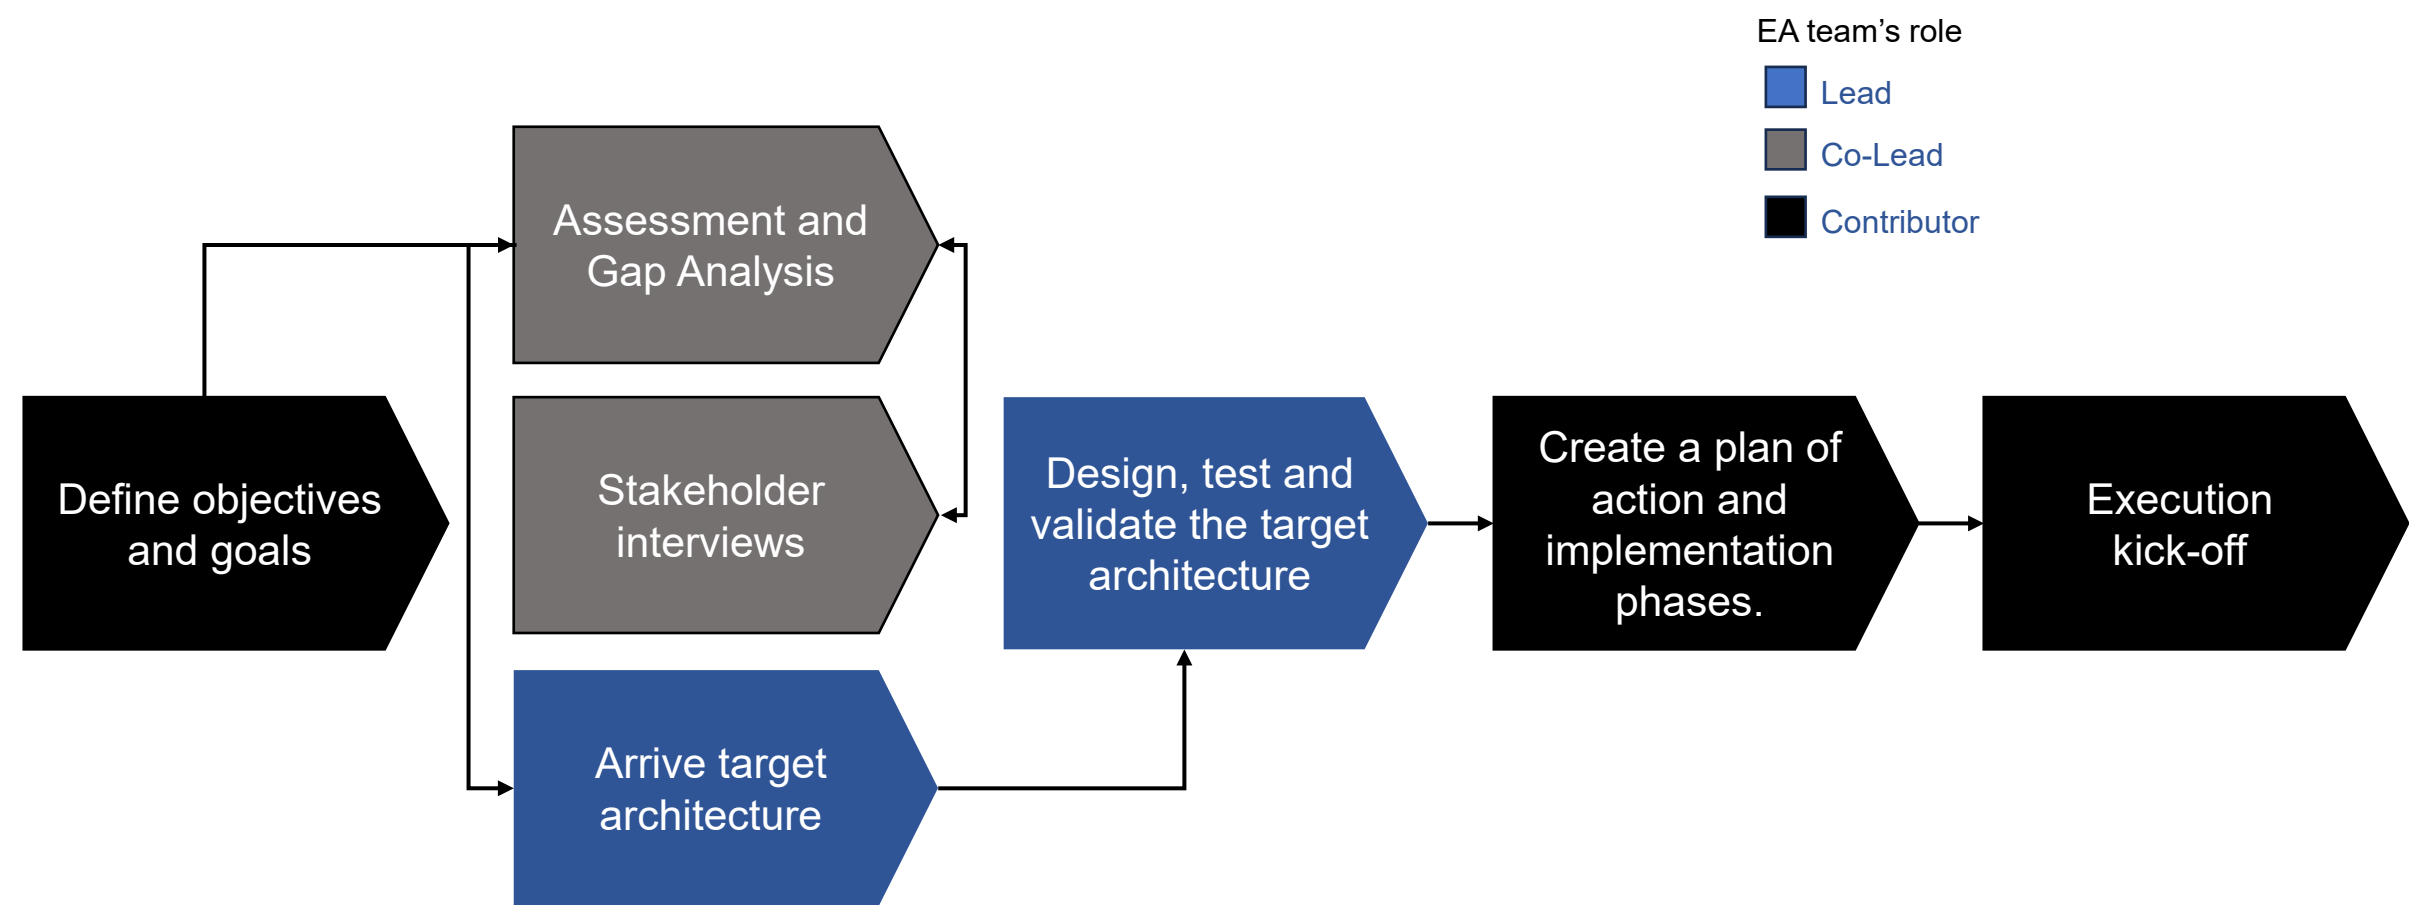 EA team’s role
Lead
Co-Lead
Contributor
Assessment and
Gap Analysis
Define objectives
and goals
Stakeholder
interviews
Arrive target
architecture
Design, test and
validate the target
architecture
Create a plan of
action and
implementation
phases.
Execution
kick-off